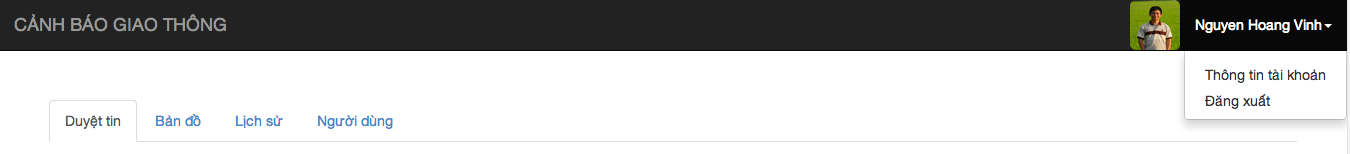 CẢNH BÁO GIAO THÔNG
Nguyen Hoang Vinh
Thông tin tài khoản
Đăng xuất
Duyệt tin
Bản đồ
Lịch sử
Người dùng